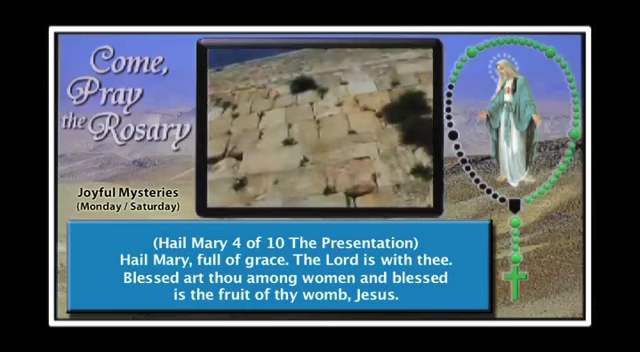 Come,
Pray
the Rosary
Joyful Mysteries
(Monday / Saturday)
(Hail Mary 4 of 10 The Presentation)
Hail Mary, full of grace. The Lord is with thee.
Blessed art thou among women and blessed
is the fruit of thy womb, Jesus.